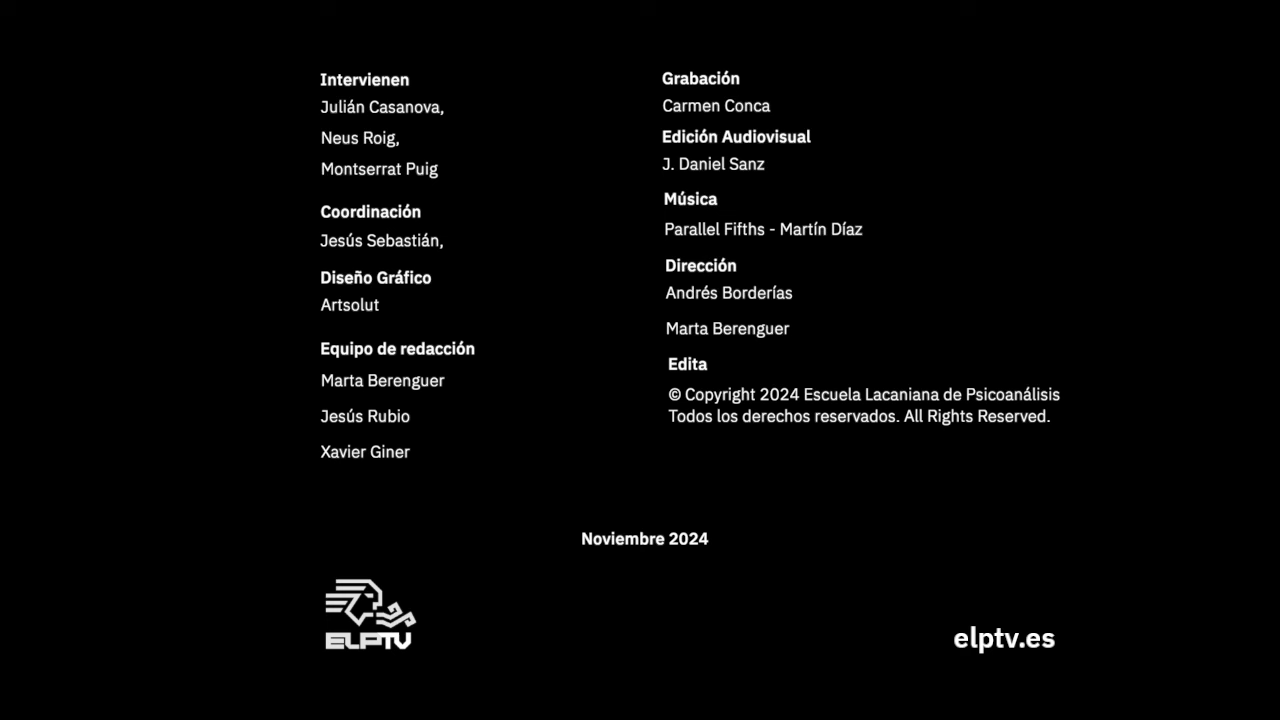 Intervienen
Julián Casanova,
Neus Roig,
Montserrat Puig
Coordinación
Jesús Sebastián,
Diseño Gráfico
Artsolut
Equipo de redacción
Marta Berenguer
Jesús Rubio
Xavier Giner
Grabación
Carmen Conca
Edición Audiovisual
J. Daniel Sanz
Música
Parallel Fifths - Martín Díaz
Dirección
Andrés Borderías
Marta Berenguer
Edita
© Copyright 2024 Escuela Lacaniana de Psicoanálisis
Todos los derechos reservados. All Rights Reserved.
Noviembre 2024
ELPTV
elptv.es